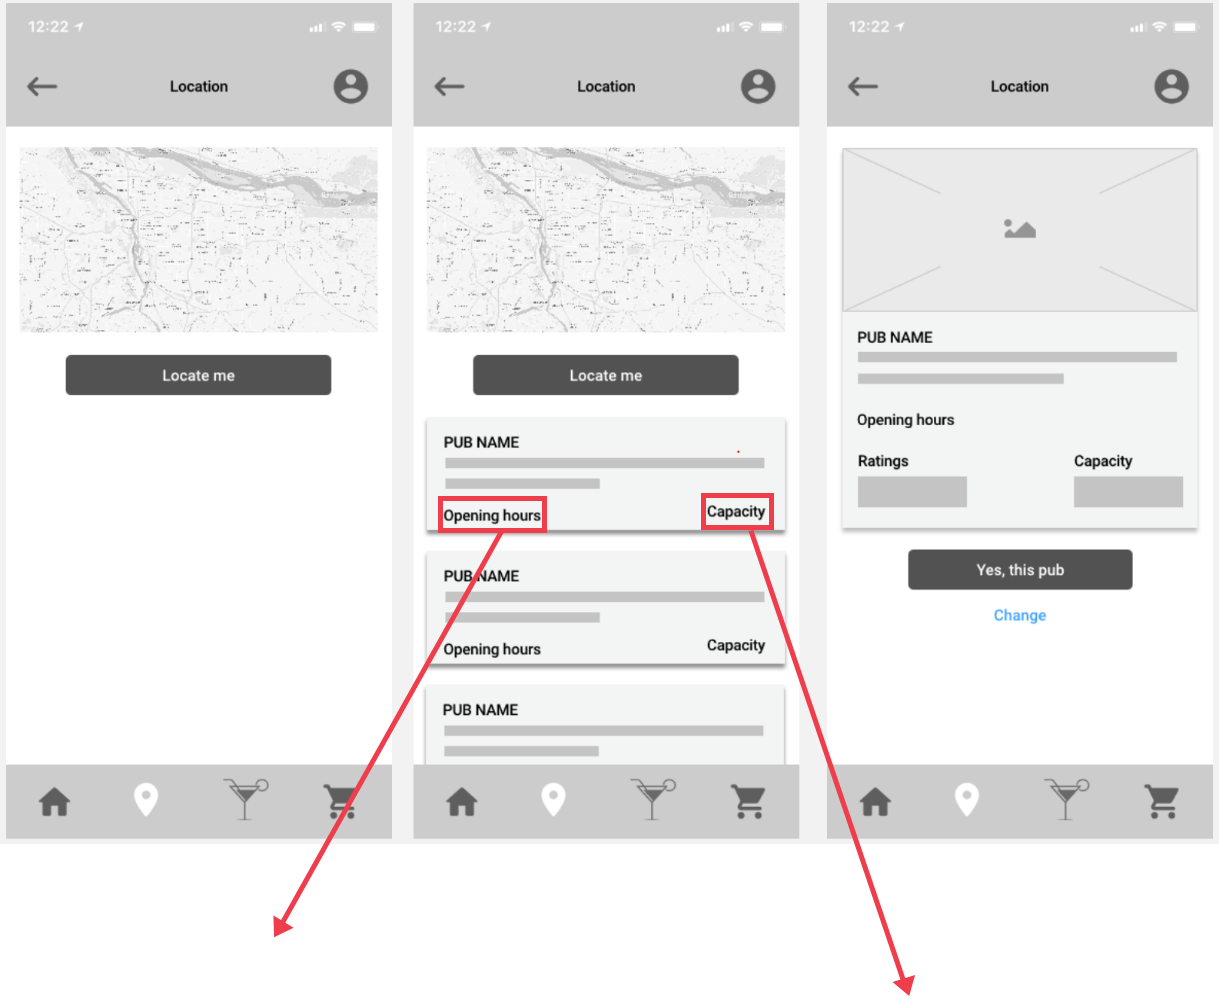 12:22
Location
Locate me
12:22
Location
Locate me
PUB NAME
Opening hours
Capacity
PUB NAME
Opening hours
Capacity
PUB NAME
12:22
Location
PUB NAME
Opening hours
Ratings
Capacity
Yes, this pub
Change